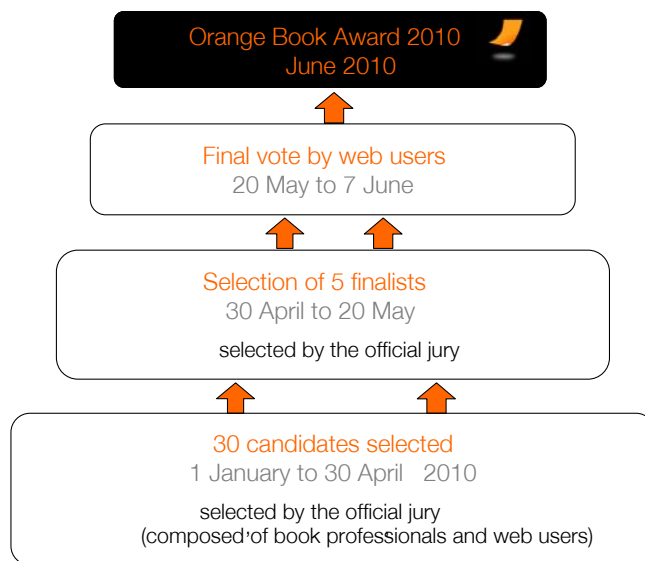 Orange Book Award 2010
June 2010
Final vote by web users
20 May to 7 June
Selection of 5 finalists
30 April to 20 May
selected by the official jury
30 candidates selected
1 January to 30 April 2010
selected by the official jury
(composed'of book professionals and web users)